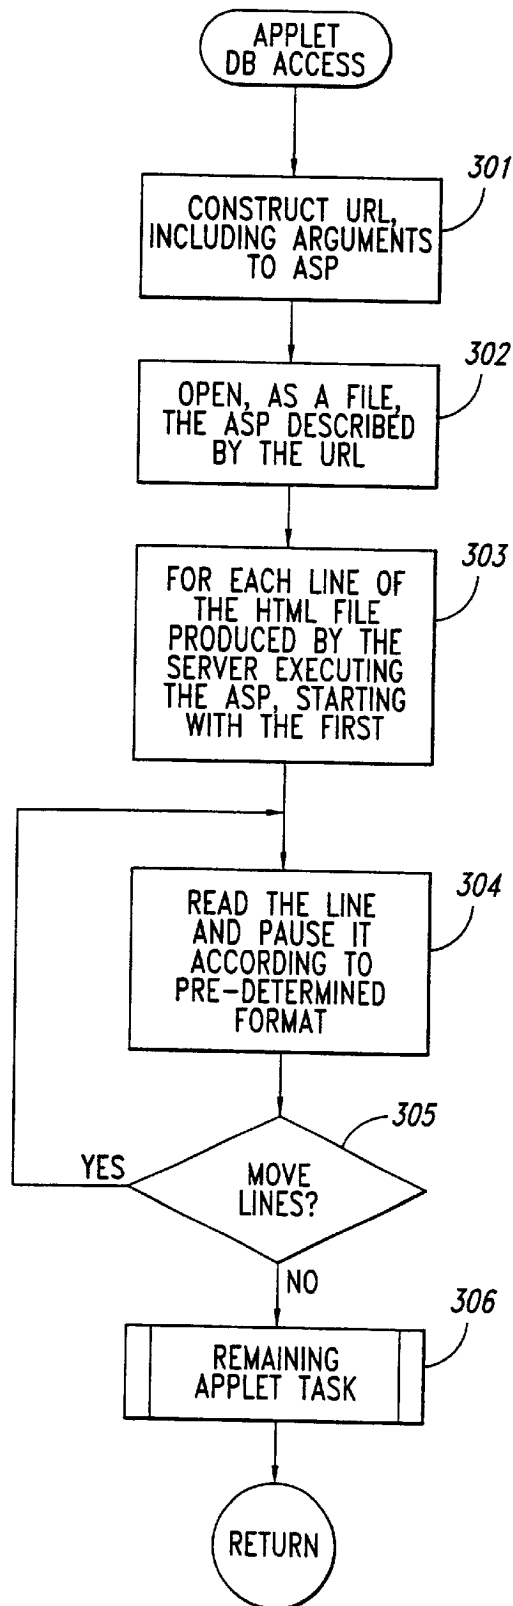 APPLET
DB ACCESS
301
CONSTRUCT URL,
INCLUDING ARGUMENTS
TO ASP
302
OPEN, AS A FILE,
THE ASP DESCRIBED
BY THE URL
303
FOR EACH LINE OF
THE HTML FILE
PRODUCED BY THE
SERVER EXECUTING
THE ASP, STARTING
WITH THE FIRST
304
READ THE LINE
AND PAUSE IT
ACCORDING TO
PRE-DETERMINED
FORMAT
305
YES
MOVE
LINES?
NO
306
REMAINING
APPLET TASK
RETURN